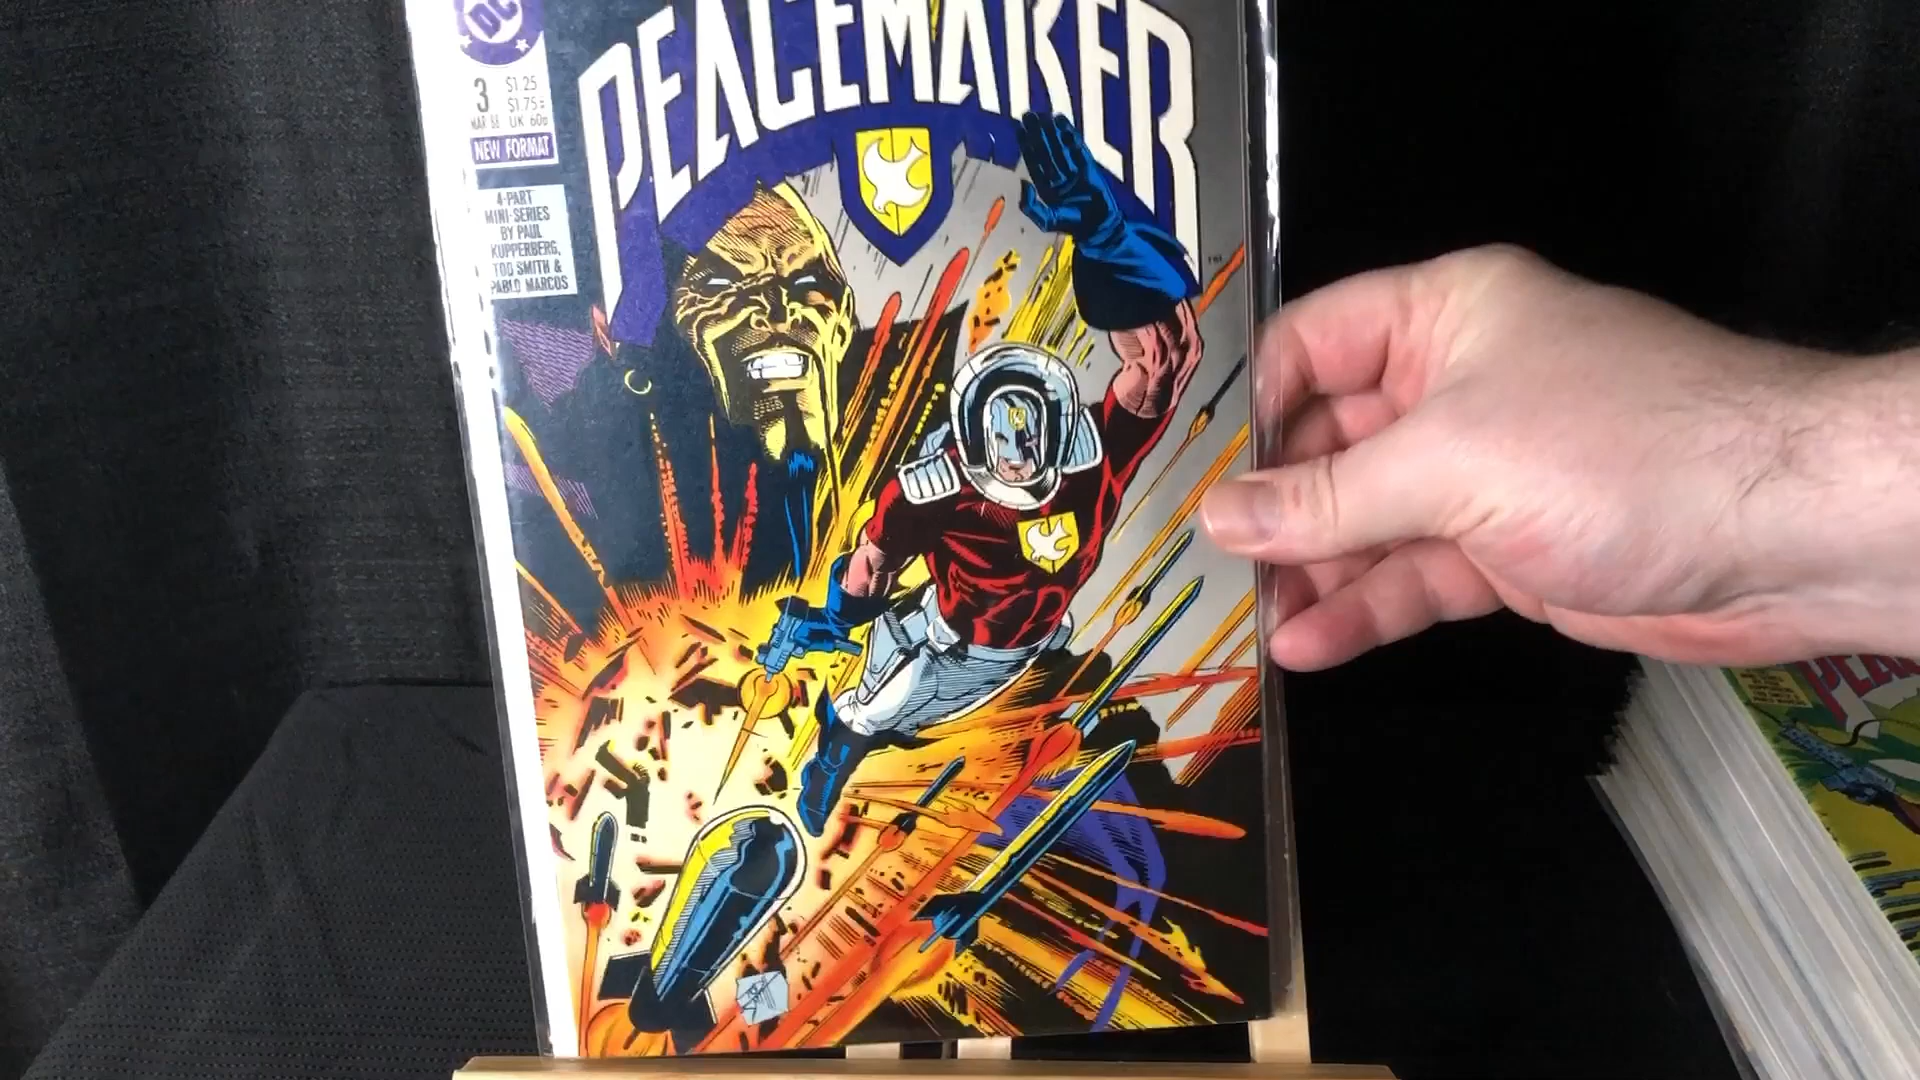 DC
PEACEMAKER
3
$1.25
$1.75
MAR 88
UK 60p
NEW FORMAT
4-PART
MINI-SERIES
BY PAUL
KUPPERBERG,
TOD SMITH &
PABLO MARCOS
TM